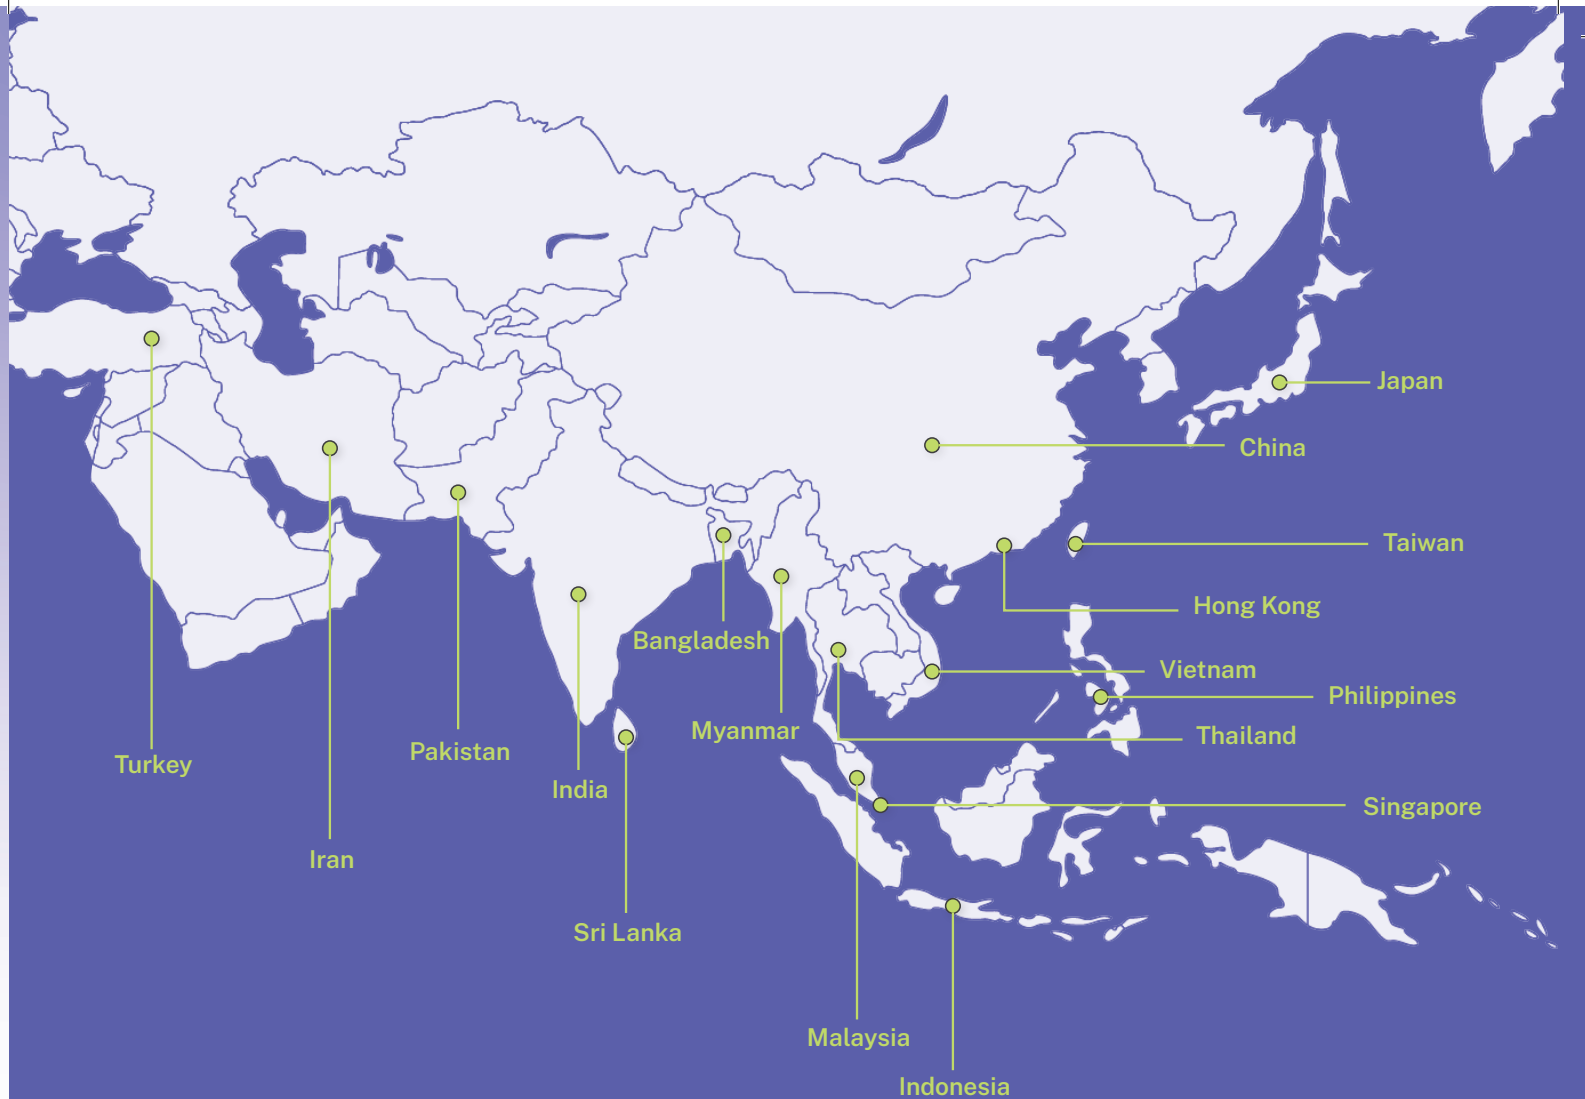 Japan
China
Taiwan
Hong Kong
Bangladesh
Vietnam
Philippines
Myanmar
Thailand
Pakistan
Turkey
India
Singapore
Iran
Sri Lanka
Malaysia
Indonesia